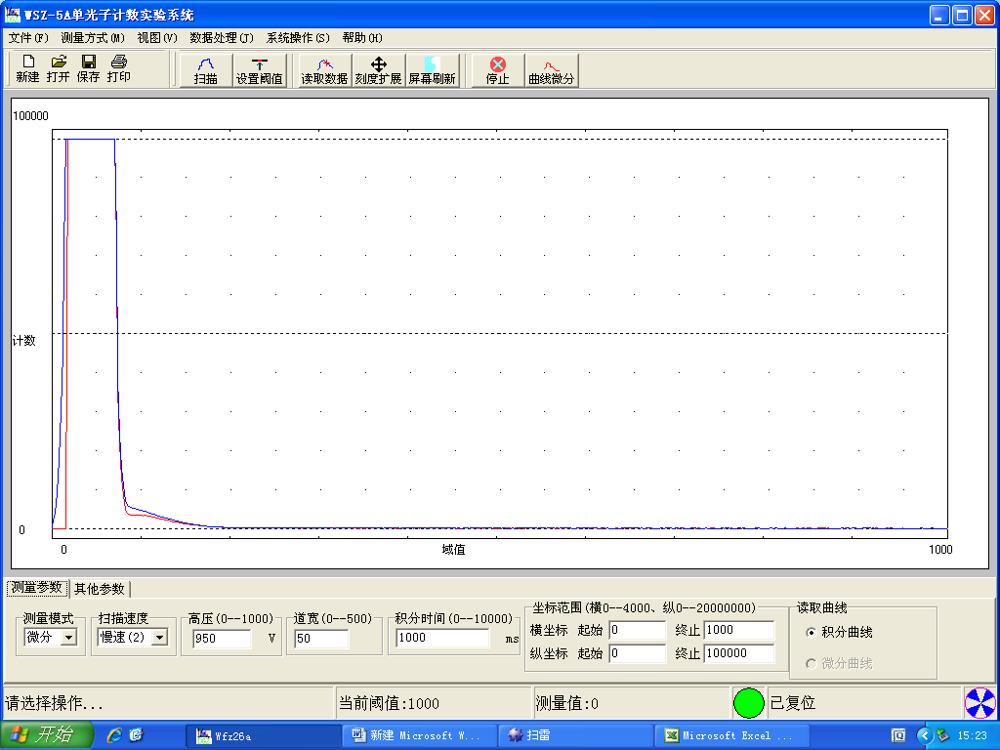 WSZ-5A单光子计数实验系统
文件(F) 测量方式(M) 视图(V) 数据处理(J) 系统操作(S) 帮助(H)
新建 打开 保存 打印 扫描 设置阈值 读取数据 刻度扩展 屏幕刷新 停止 曲线微分
100000
计数
0
0 域值 1000
测量参数 其他参数
测量模式 扫描速度 高压(0--1000) 道宽(0--500) 积分时间(0--10000) 坐标范围(横0--4000、纵0--20000000) 读取曲线
微分 慢速(2) 950 V 50 1000 ms 横坐标 起始 0 终止 1000 积分曲线
纵坐标 起始 0 终止 100000 微分曲线
请选择操作... 当前阈值:1000 测量值:0 已复位
开始 Wfz26a 新建 Microsoft W... 扫雷 Microsoft Excel ... 15:23